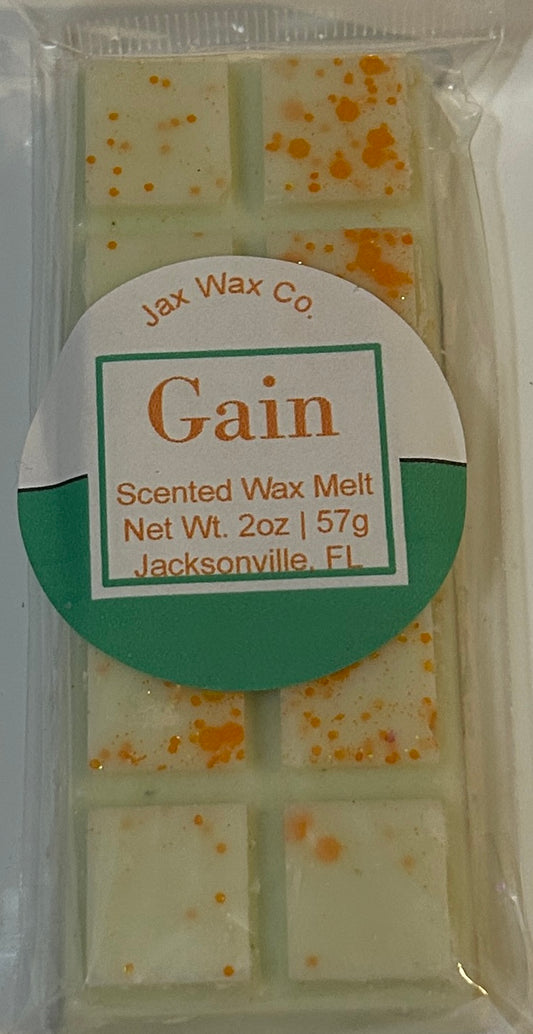 Jax Wax Co.
Gain
Scented Wax Melt
Net Wt. 2oz | 57g
Jacksonville, FL